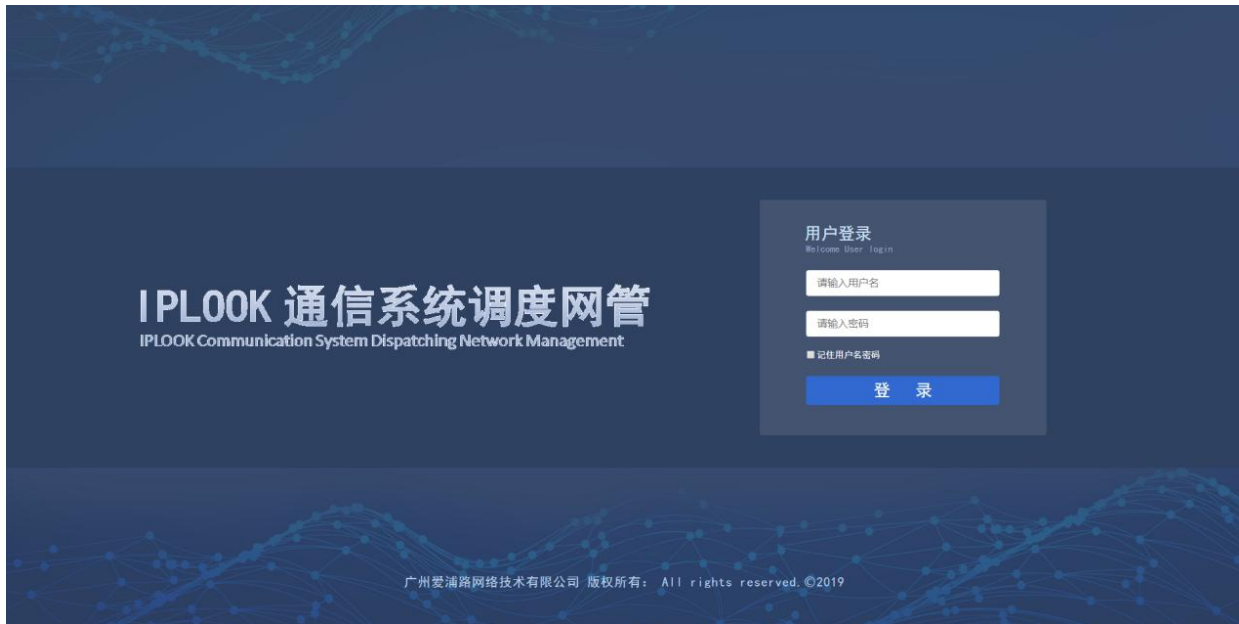 IPLOOK 通信系统调度网管
IPLOOK Communication System Dispatching Network Management
用户登录
Welcome User login
请输入用户名
请输入密码
记住用户名密码
登 录
广州爱浦路网络技术有限公司 版权所有: All rights reserved.©2019